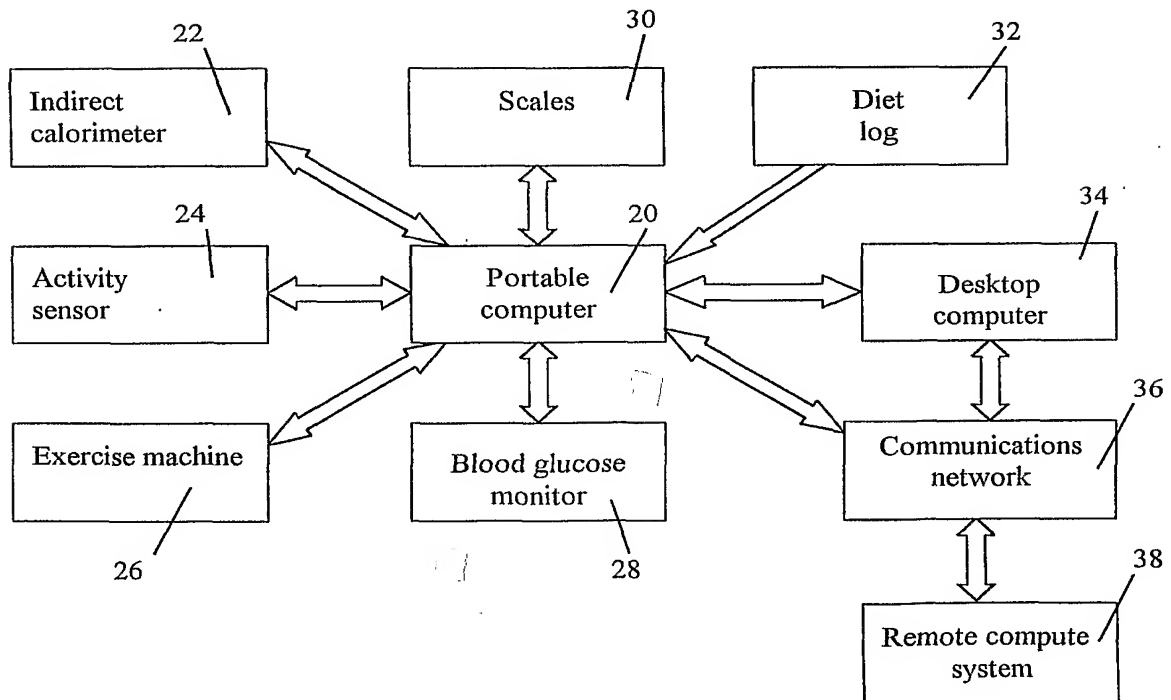 22
30
32
Indirect
calorimeter
Scales
Diet
log
24
20
34
Activity
sensor
Portable
computer
Desktop
computer
36
Exercise machine
Blood glucose
monitor
Communications
network
26
28
38
Remote compute
system